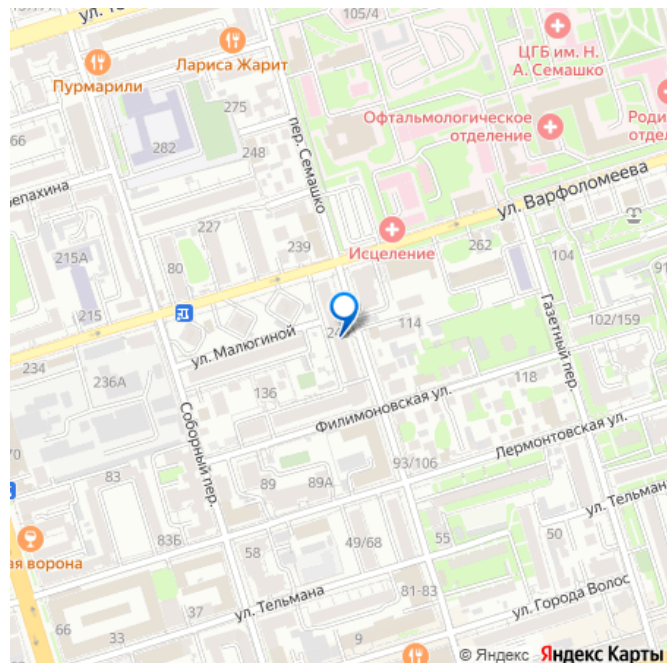 105/4
ЦГБ им. Н.
А. Семашко
Лариса Жарит
Пурмарили
275
Офтальмологическое
отделение
282
248
пер. Семашко
ул. Варфоломеева
227
239
Исцеление
262
215А
80
104
215
114
102/159
ул. Малюгиной
Газетный пер.
234
236А
136
118
Филимоновская ул.
Соборный пер.
Лермонтовская ул.
93/106
83
89
89А
ул. Тельмана
83Б
58
49/68
55
50
81-83
ул. Тельмана
37
ул. Города Волос
66
33
9
© Яндекс Яндекс Карты